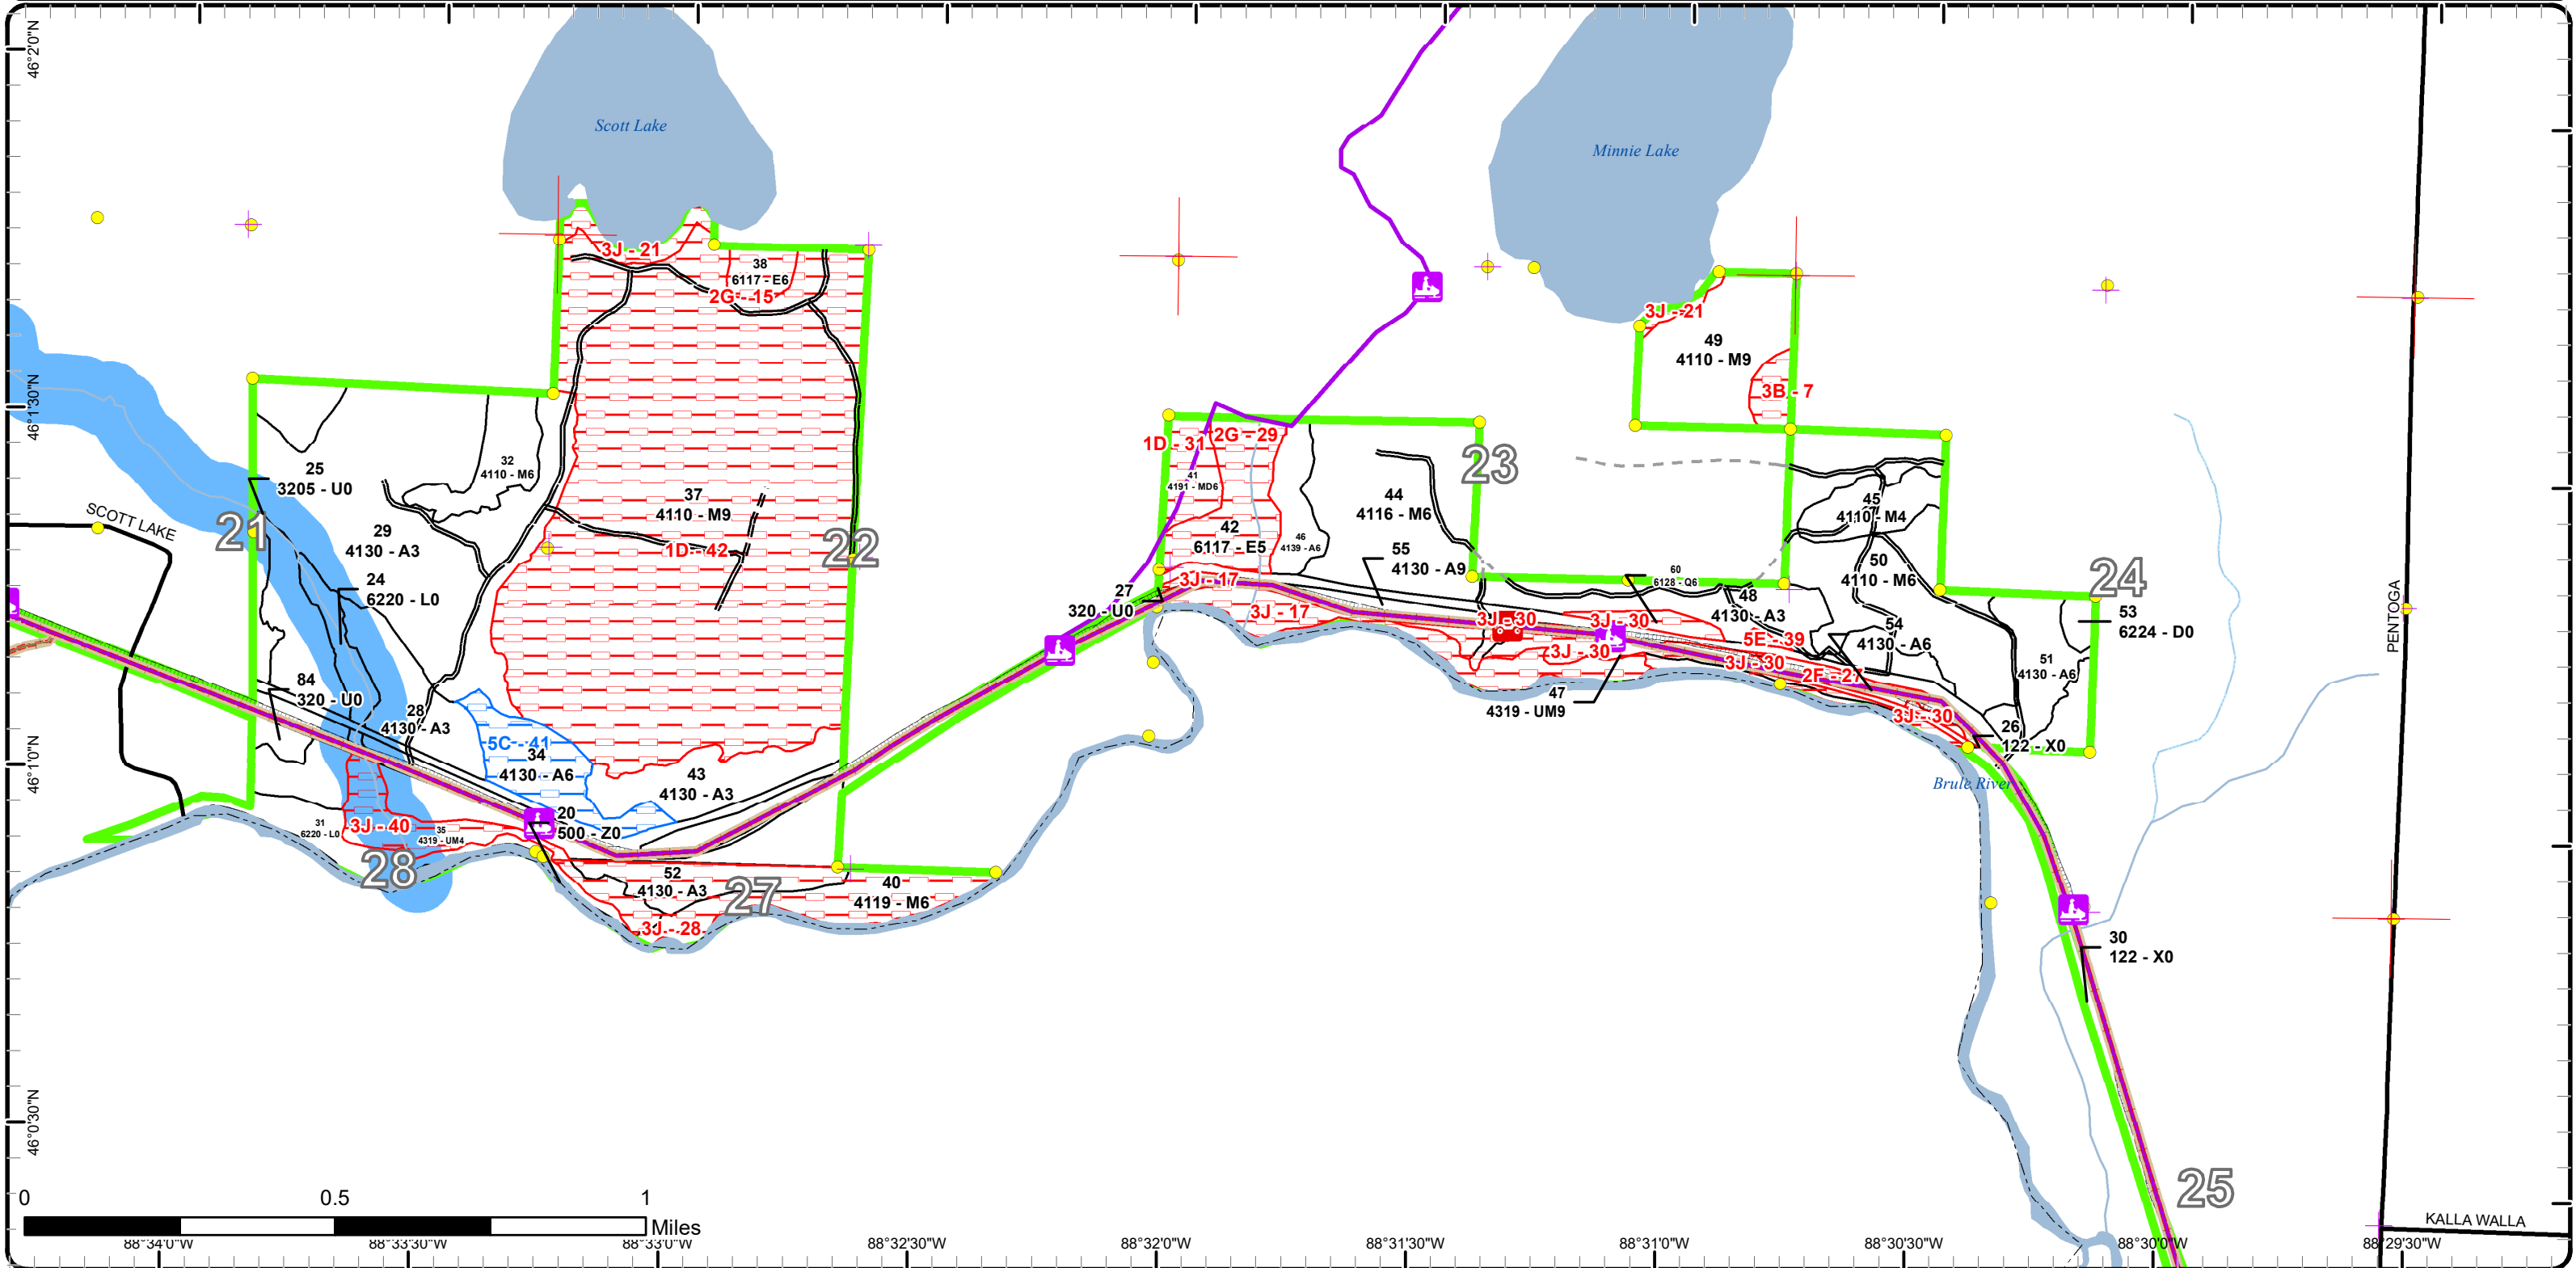 46°2'0"N
Scott Lake
Minnie Lake
3J - 21
38
6117 - E6
2G - 15
3J - 21
49
4110 - M9
3B - 7
46°1'30"N
1D - 31
2G - 29
23
32
4110 - M6
25
3205 - U0
41
4191 - MD6
37
4110 - M9
44
4116 - M6
45
4110 - M4
SCOTT LAKE
21
29
4130 - A3
42
6117 - E5
46
4139 - A6
1D - 42
22
55
4130 - A9
50
4110 - M6
24
60
6128 - Q6
24
6220 - L0
3J - 17
27
320 - U0
3J - 17
48
4130 - A3
3J - 30
3J - 30
53
6224 - D0
PENTOGA
54
4130 - A6
5E - 39
3J - 30
3J - 30
2F - 27
51
4130 - A6
84
320 - U0
47
4319 - UM9
28
4130 - A3
3J - 30
26
122 - X0
5C - 41
34
4130 - A6
46°1'0"N
43
4130 - A3
Brule River
20
500 - Z0
31
6220 - L0
3J - 40
35
4319 - UM4
28
52
4130 - A3
27
40
4119 - M6
3J - 28
30
122 - X0
46°0'30"N
25
0
0.5
1
Miles
KALLA WALLA
88°34'0"W
88°33'30"W
88°33'0"W
88°32'30"W
88°32'0"W
88°31'30"W
88°31'0"W
88°30'30"W
88°30'0"W
88°29'30"W